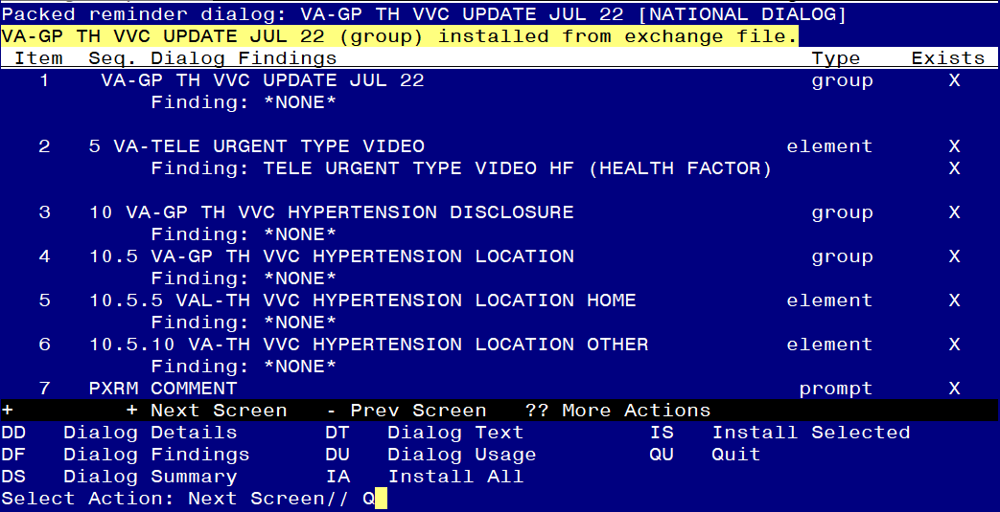 Packed reminder dialog: VA-GP TH VVC UPDATE JUL 22 [NATIONAL DIALOG]
VA-GP TH VVC UPDATE JUL 22 (group) installed from exchange file.
Item Seq. Dialog Findings Type Exists
1 VA-GP TH VVC UPDATE JUL 22 group X
Finding: *NONE*
2 5 VA-TELE URGENT TYPE VIDEO element X
Finding: TELE URGENT TYPE VIDEO HF (HEALTH FACTOR) X
3 10 VA-GP TH VVC HYPERTENSION DISCLOSURE group X
Finding: *NONE*
4 10.5 VA-GP TH VVC HYPERTENSION LOCATION group X
Finding: *NONE*
5 10.5.5 VAL-TH VVC HYPERTENSION LOCATION HOME element X
Finding: *NONE*
6 10.5.10 VA-TH VVC HYPERTENSION LOCATION OTHER element X
Finding: *NONE*
7 PXRM COMMENT prompt X
+ + Next Screen - Prev Screen ?? More Actions
DD Dialog Details DT Dialog Text IS Install Selected
DF Dialog Findings DU Dialog Usage QU Quit
DS Dialog Summary IA Install All
Select Action: Next Screen// Q